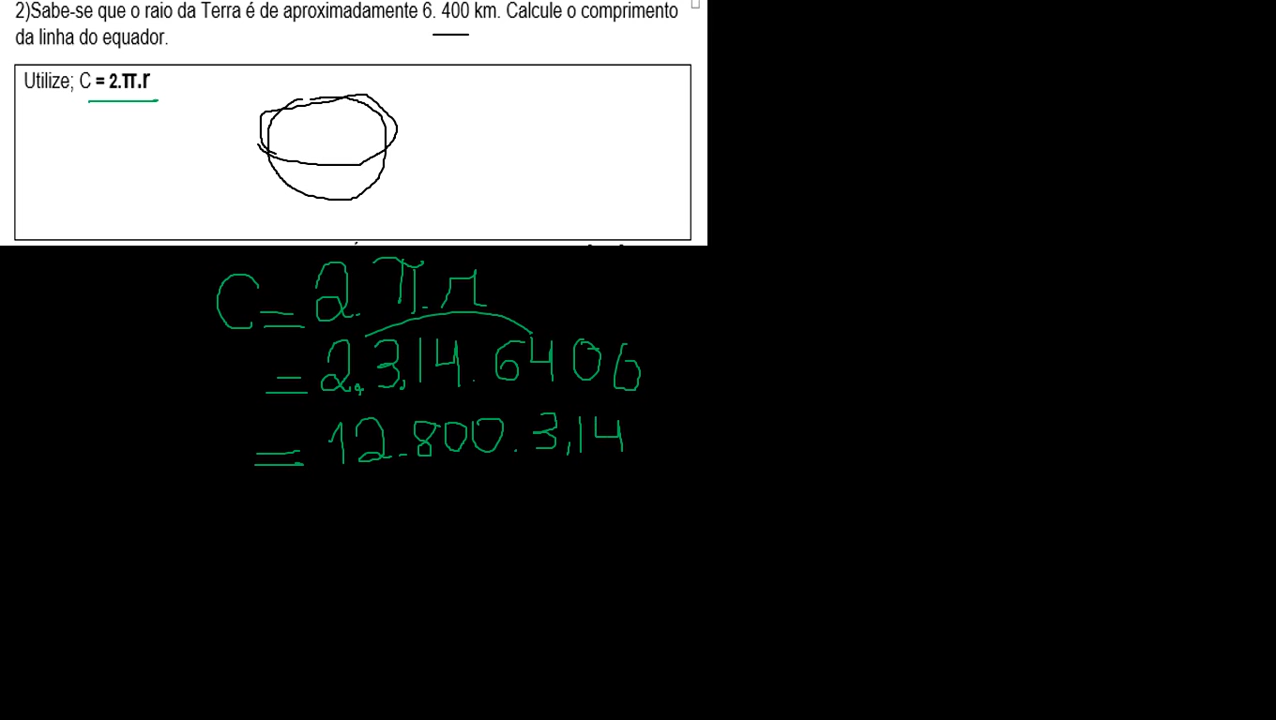 2)Sabe-se que o raio da Terra é de aproximadamente 6. 400 km. Calcule o comprimento
da linha do equador.
Utilize; C = 2.π.r
C = 2.π.r
= 2.3,14.6406
= 12.800.3,14